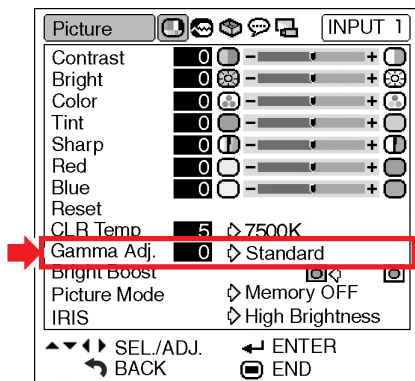 Picture INPUT 1
Contrast 0 - +
Bright 0 - +
Color 0 - +
Tint 0 - +
Sharp 0 - +
Red 0 - +
Blue 0 - +
Reset
CLR Temp 5 7500K
Gamma Adj. 0 Standard
Bright Boost
Picture Mode Memory OFF
IRIS High Brightness
SEL./ADJ. ENTER
BACK END